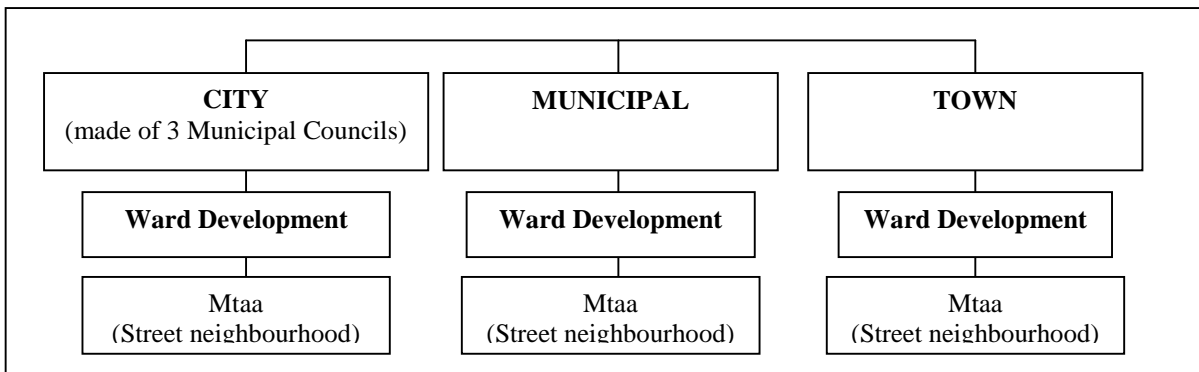 CITY
(made of 3 Municipal Councils)
MUNICIPAL
TOWN
Ward Development
Ward Development
Ward Development
Mtaa
(Street neighbourhood)
Mtaa
(Street neighbourhood)
Mtaa
(Street neighbourhood)